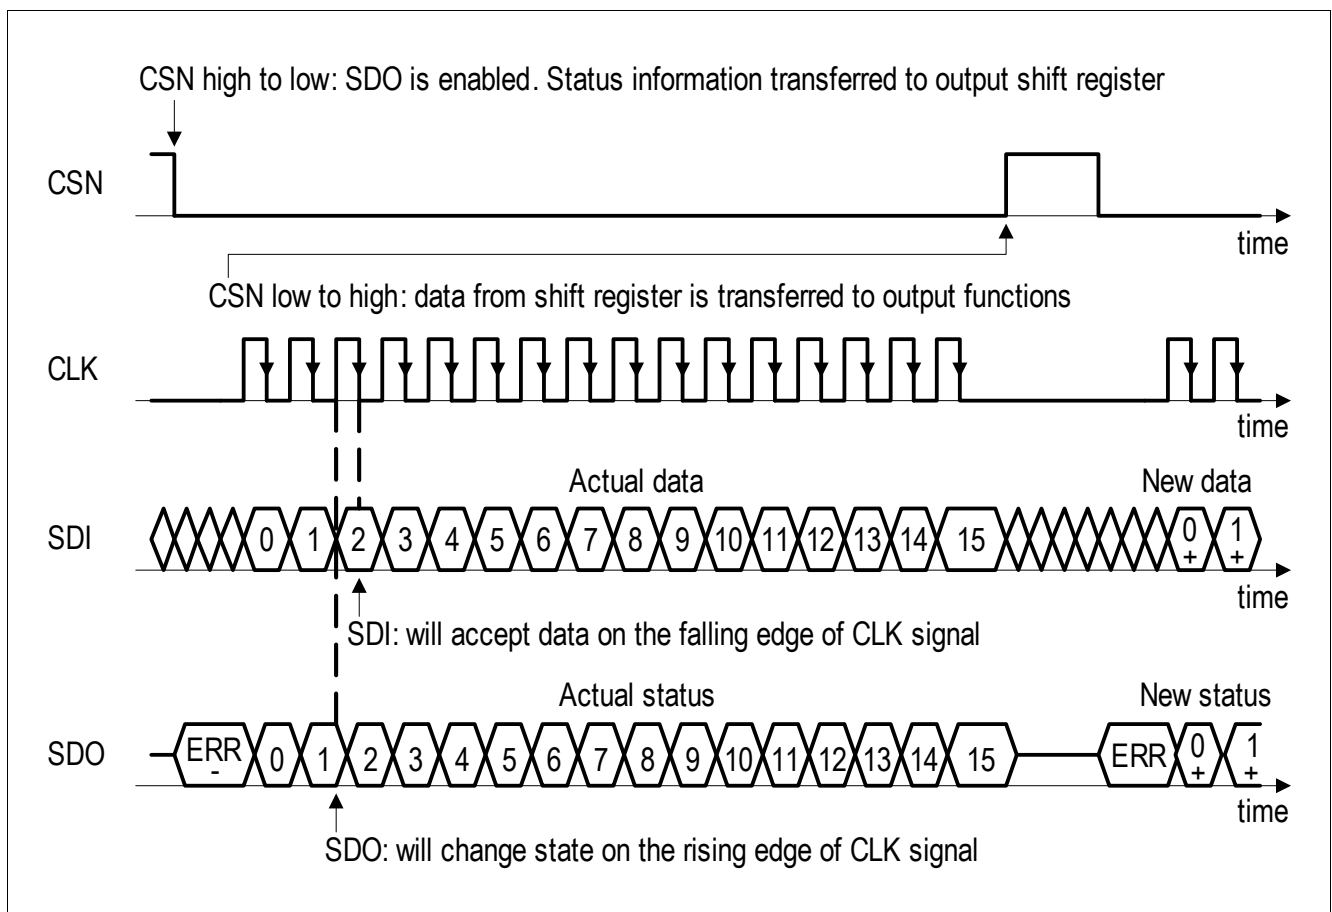 CSN high to low: SDO is enabled. Status information transferred to output shift register
CSN
time
CSN low to high: data from shift register is transferred to output functions
CLK
time
Actual data
New data
SDI
0 1 2 3 4 5 6 7 8 9 10 11 12 13 14 15 0 1
+ +
time
SDI: will accept data on the falling edge of CLK signal
Actual status
New status
SDO
ERR 0 1 2 3 4 5 6 7 8 9 10 11 12 13 14 15 ERR 0 1
- + +
time
SDO: will change state on the rising edge of CLK signal